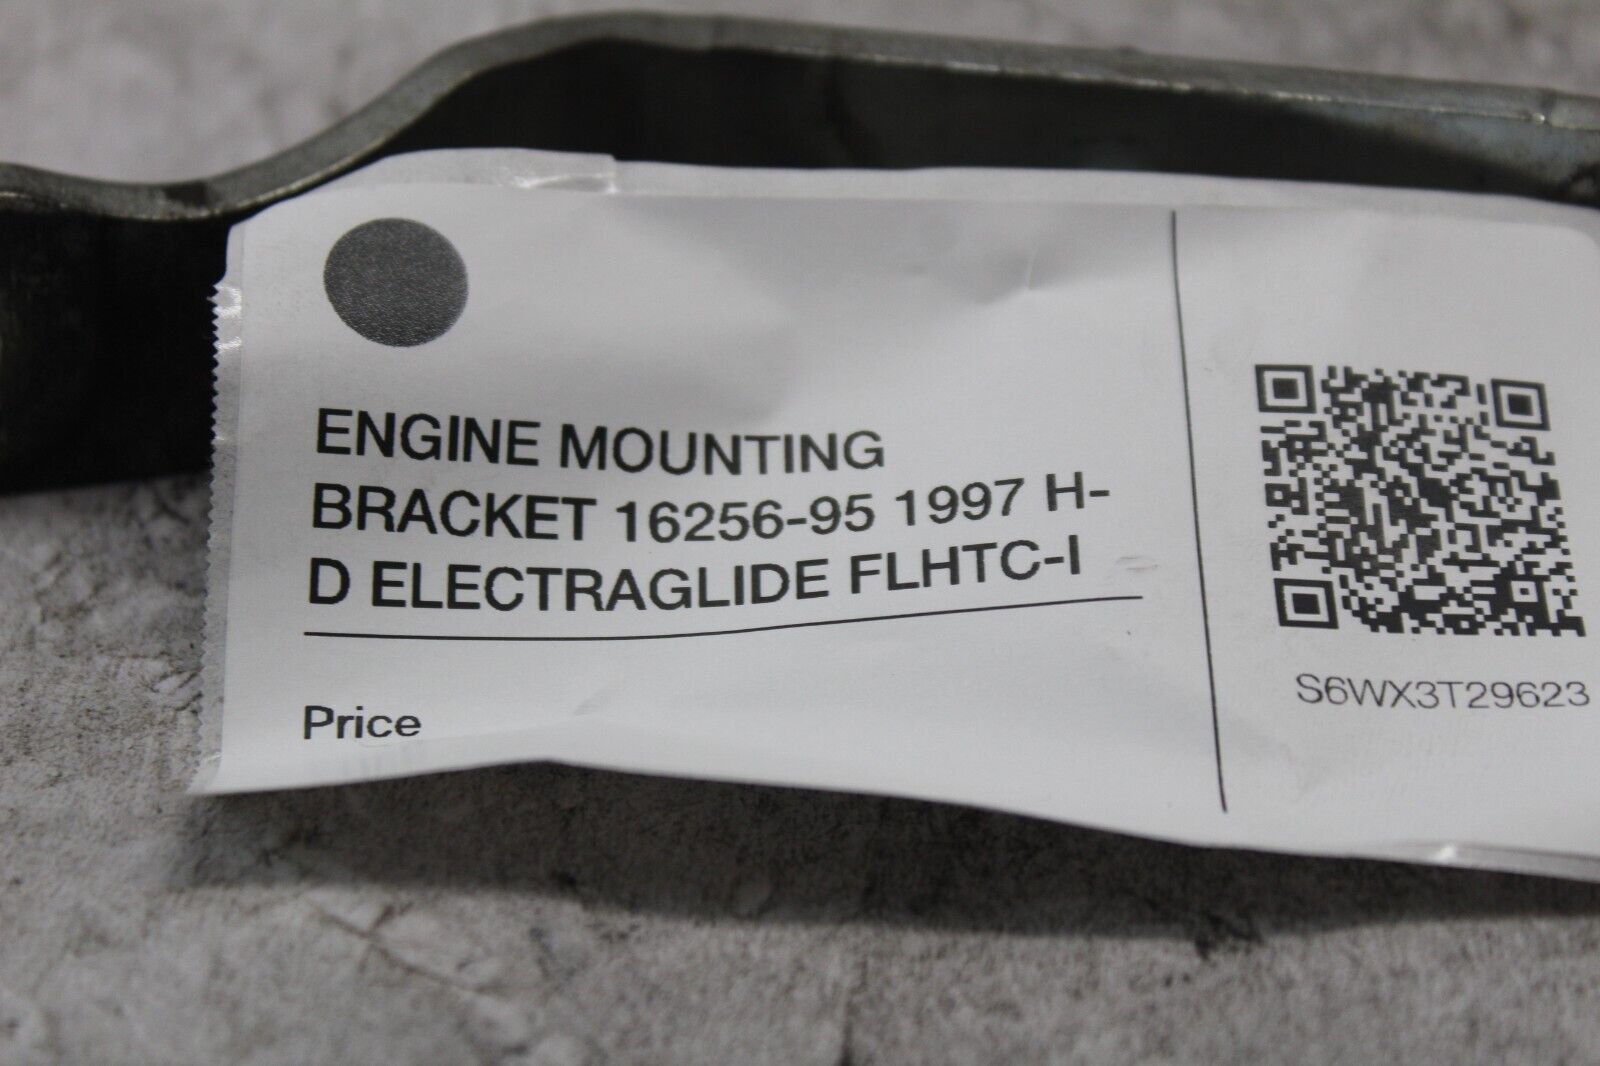 ENGINE MOUNTING
BRACKET 16256-95 1997 H-
D ELECTRAGLIDE FLHTC-I
Price
S6WX3T29623